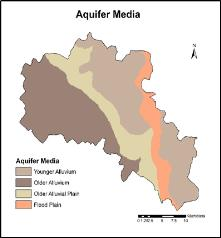 Aquifer Media
N
Aquifer Media
Younger Alluvium
Older Alluvium
Older Alluvial Plain
Flood Plain
Kilometers